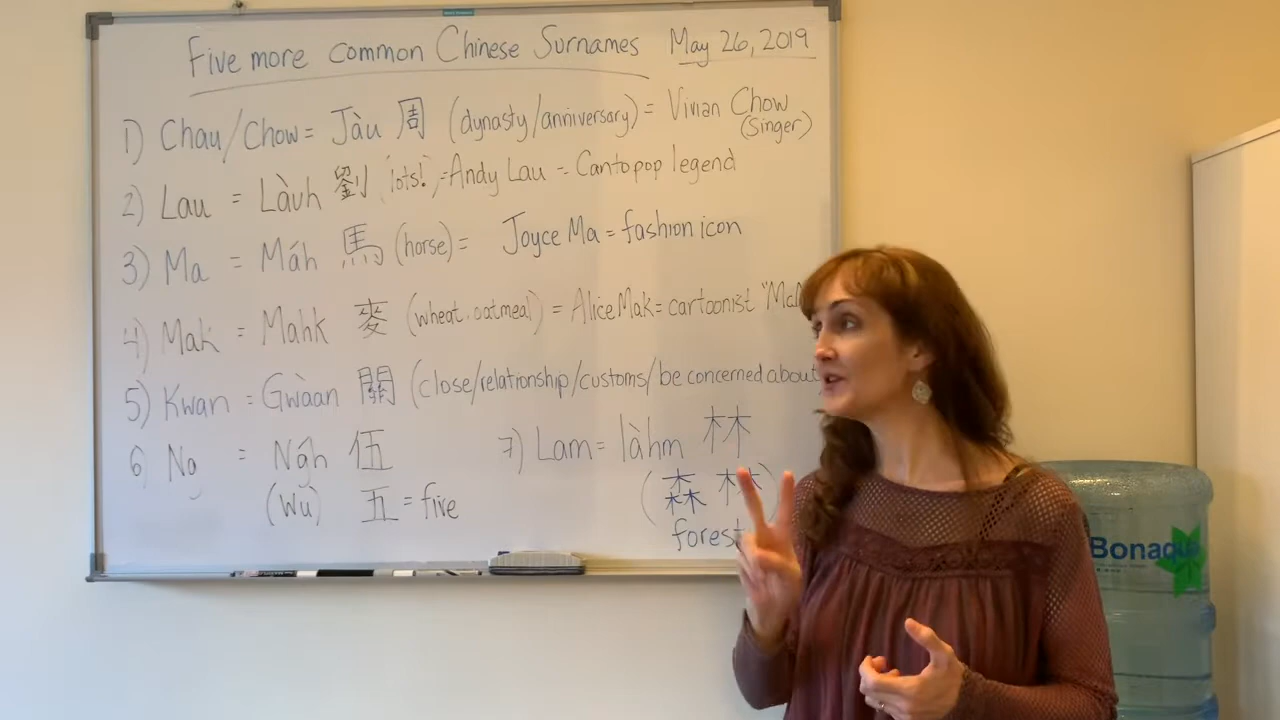 Five more common Chinese Surnames May 26, 2019
1) Chau/Chow = Jàu 周 (dynasty/anniversary) = Vivian Chow
(Singer)
2) Lau = Làuh 劉 'lots!' = Andy Lau = Cantopop legend
3) Ma = Máh 馬 (horse) = Joyce Ma = fashion icon
4) Mak = Mahk 麥 (wheat, oatmeal) = Alice Mak = cartoonist
5) Kwan = Gwàan 關 (close/relationship/customs/be concerned about
6) Ng = Ńgh 伍 7) Lam = làhm 林
(Wu) 五 = five (森林)
forest
Bonaqua